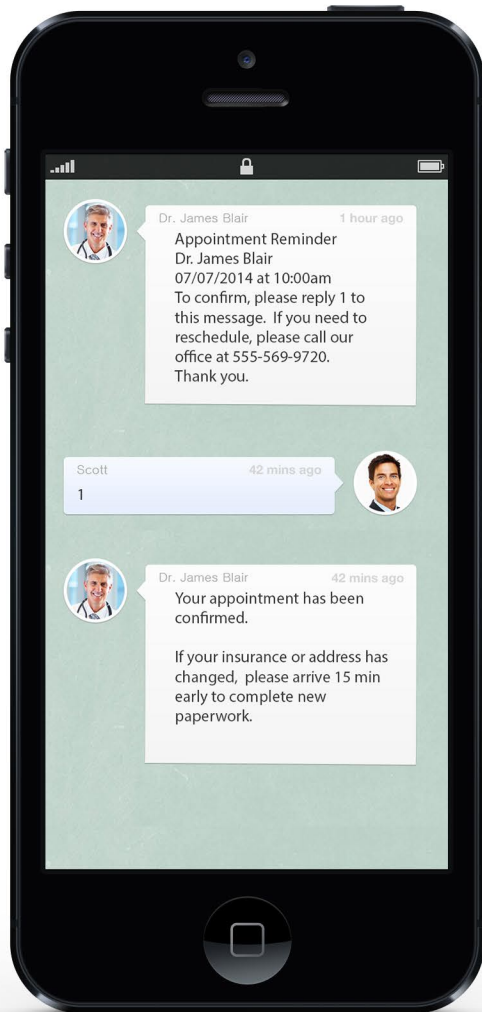 Dr. James Blair 1 hour ago
Appointment Reminder
Dr. James Blair
07/07/2014 at 10:00am
To confirm, please reply 1 to
this message.  If you need to
reschedule, please call our
office at 555-569-9720.
Thank you.
Scott 42 mins ago
1
Dr. James Blair 42 mins ago
Your appointment has been
confirmed.
If your insurance or address has
changed,  please arrive 15 min
early to complete new
paperwork.